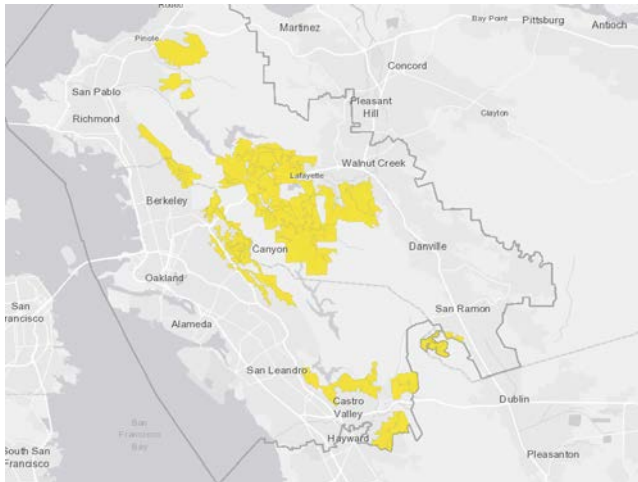 Rodeo
Martinez
Bay Point
Pittsburg
Antioch
Pinole
Concord
San Pablo
Richmond
Pleasant
Hill
Clayton
Walnut Creek
Lafayette
Berkeley
Canyon
Danville
Oakland
San
Francisco
Alameda
San Ramon
San Leandro
Castro
Valley
Dublin
San
Francisco
Bay
Hayward
South San
Francisco
Pleasanton